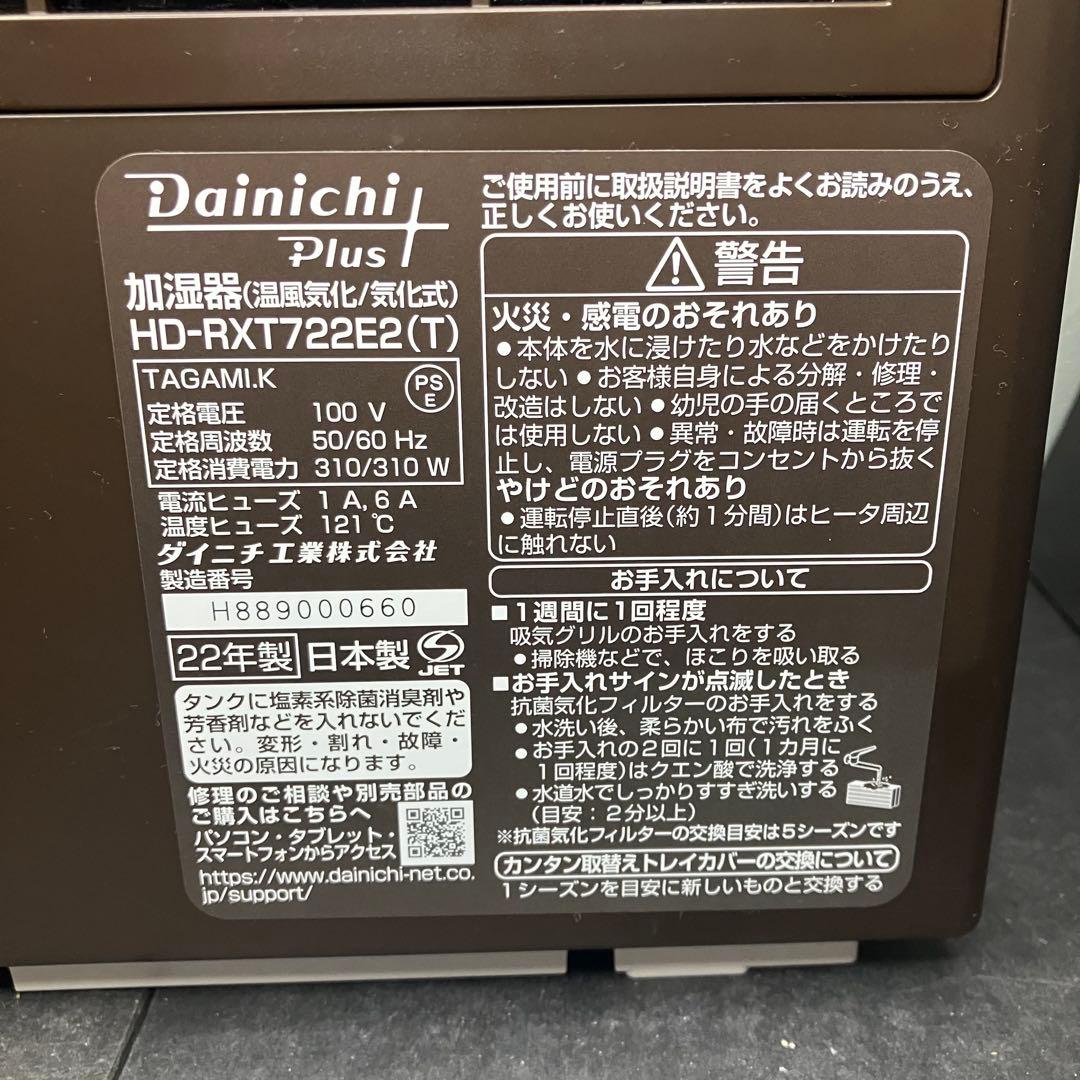 Dainichi
Plus
加湿器(温風気化/気化式)
HD-RXT722E2(T)
TAGAMI.K
PS
E
定格電圧 100 V
定格周波数 50/60 Hz
定格消費電力 310/310 W
電流ヒューズ 1 A, 6 A
温度ヒューズ 121 ℃
ダイニチ工業株式会社
製造番号
H889000660
22年製 日本製 JET
タンクに塩素系除菌消臭剤や
芳香剤などを入れないでくだ
さい。変形・割れ・故障・
火災の原因になります。
修理のご相談や別売部品の
ご購入はこちらへ
パソコン・タブレット・
スマートフォンからアクセス
https://www.dainichi-net.co.
jp/support/
ご使用前に取扱説明書をよくお読みのうえ、
正しくお使いください。
警告
火災・感電のおそれあり
●本体を水に浸けたり水などをかけたり
しない●お客様自身による分解・修理・
改造はしない●幼児の手の届くところで
は使用しない●異常・故障時は運転を停
止し、電源プラグをコンセントから抜く
やけどのおそれあり
●運転停止直後(約1分間)はヒータ周辺
に触れない
お手入れについて
■1週間に1回程度
吸気グリルのお手入れをする
●掃除機などで、ほこりを吸い取る
■お手入れサインが点滅したとき
抗菌気化フィルターのお手入れをする
●水洗い後、柔らかい布で汚れをふく
●お手入れの2回に1回(1カ月に
1回程度)はクエン酸で洗浄する
●水道水でしっかりすすぎ洗いする
(目安:2分以上)
※抗菌気化フィルターの交換目安は5シーズンです
カンタン取替えトレイカバーの交換について
1シーズンを目安に新しいものと交換する